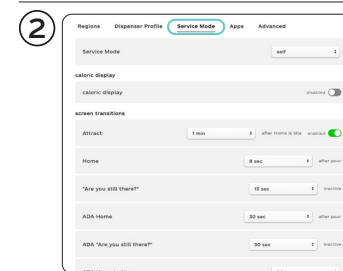 2
Regions Dispenser Profile Service Mode Apps Advanced
Service Mode self
caloric display
caloric display disabled
screen transitions
Attract 1 min after Home is idle enabled
Home 8 sec after pour
"Are you still there?" 13 sec inactive
ADA Home 30 sec after pour
ADA "Are you still there?" 90 sec inactive